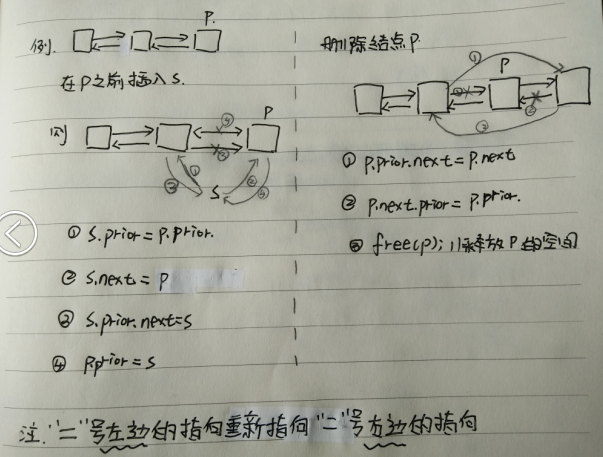 例.
P.
在P之前插入S.
则
P
③
②
③ ① S ② ④
① S.prior = P.prior.
② S.next = P
③ S.prior.next=S
④ P.prior = S
删除结点P
①
P
②
① P.prior.next = P.next
② P.next.prior = P.prior.
③ free(P); //释放P的空间
注:"="号左边的指向重新指向"="号右边的指向